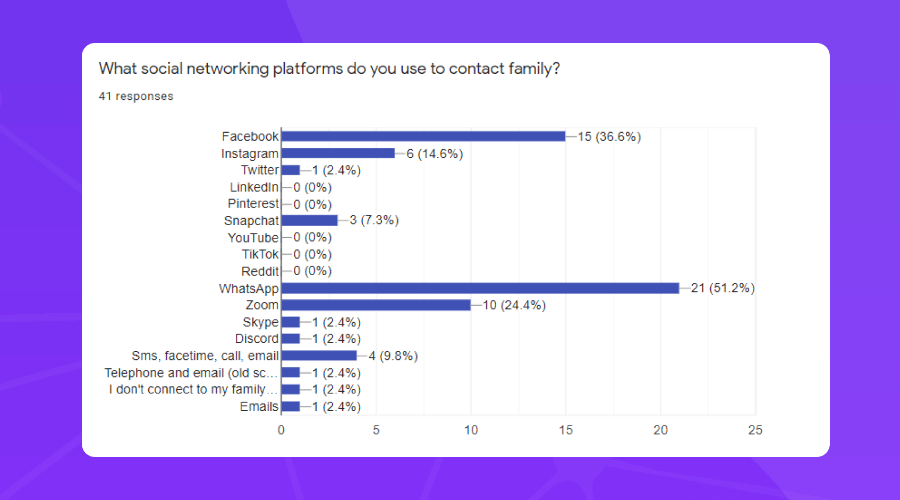 What social networking platforms do you use to contact family?
41 responses
Facebook 15 (36.6%)
Instagram 6 (14.6%)
Twitter 1 (2.4%)
LinkedIn 0 (0%)
Pinterest 0 (0%)
Snapchat 3 (7.3%)
YouTube 0 (0%)
TikTok 0 (0%)
Reddit 0 (0%)
WhatsApp 21 (51.2%)
Zoom 10 (24.4%)
Skype 1 (2.4%)
Discord 1 (2.4%)
Sms, facetime, call, email 4 (9.8%)
Telephone and email (old sc... 1 (2.4%)
I don't connect to my family... 1 (2.4%)
Emails 1 (2.4%)
0 5 10 15 20 25